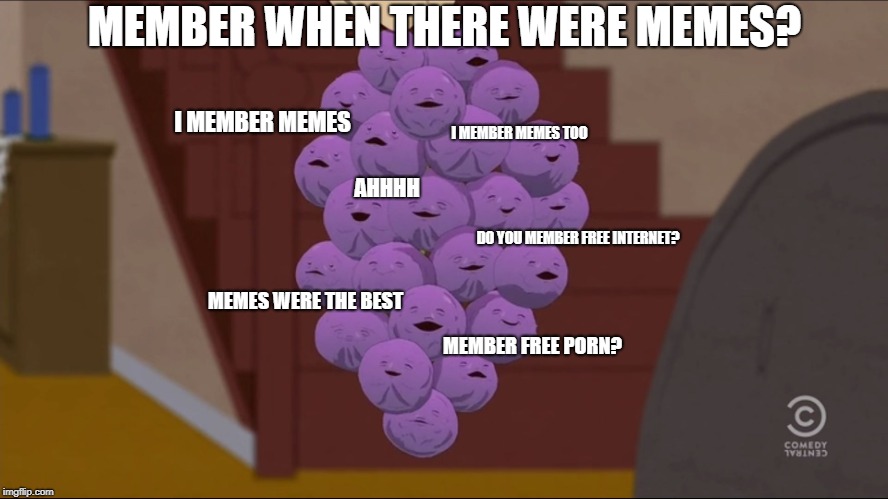 MEMBER WHEN THERE WERE MEMES?
I MEMBER MEMES
I MEMBER MEMES TOO
AHHHH
DO YOU MEMBER FREE INTERNET?
MEMES WERE THE BEST
MEMBER FREE PORN?
COMEDY
CENTRAL
imgflip.com